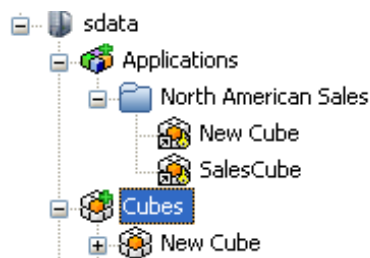 sdata
Applications
North American Sales
New Cube
SalesCube
Cubes
New Cube